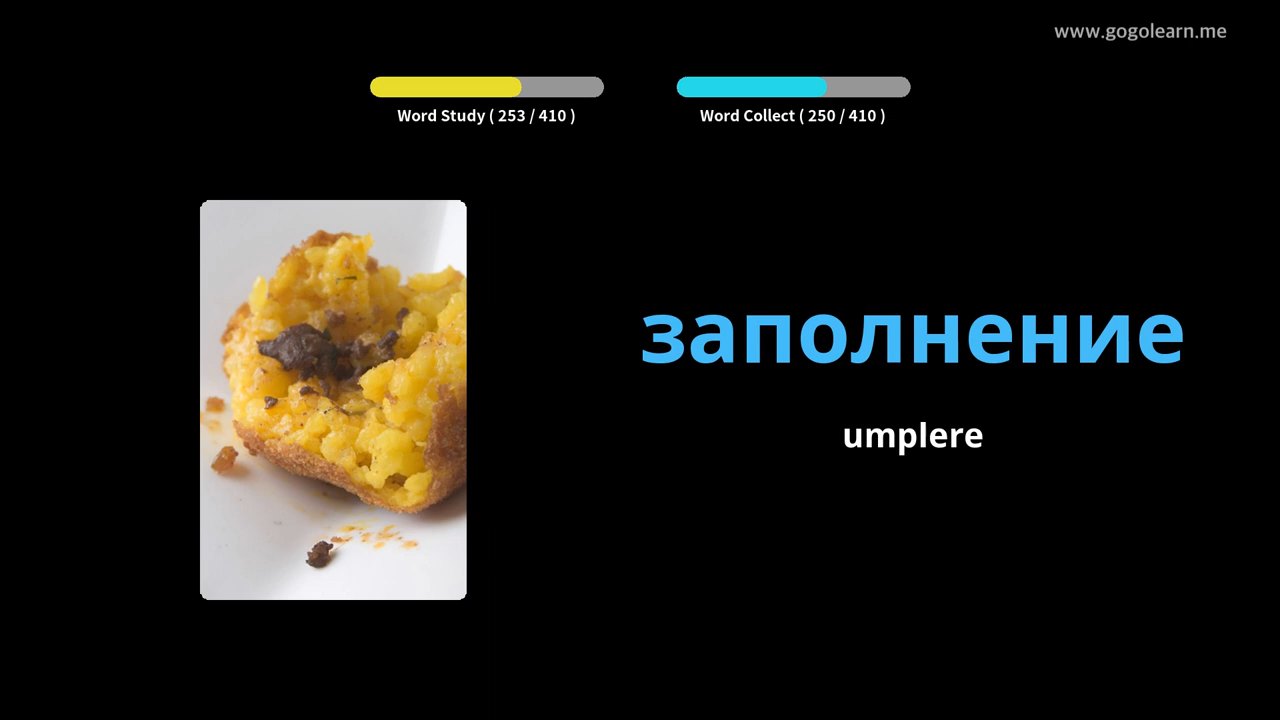 www.gogolearn.me
Word Study ( 253 / 410 )
Word Collect ( 250 / 410 )
заполнение
umplere